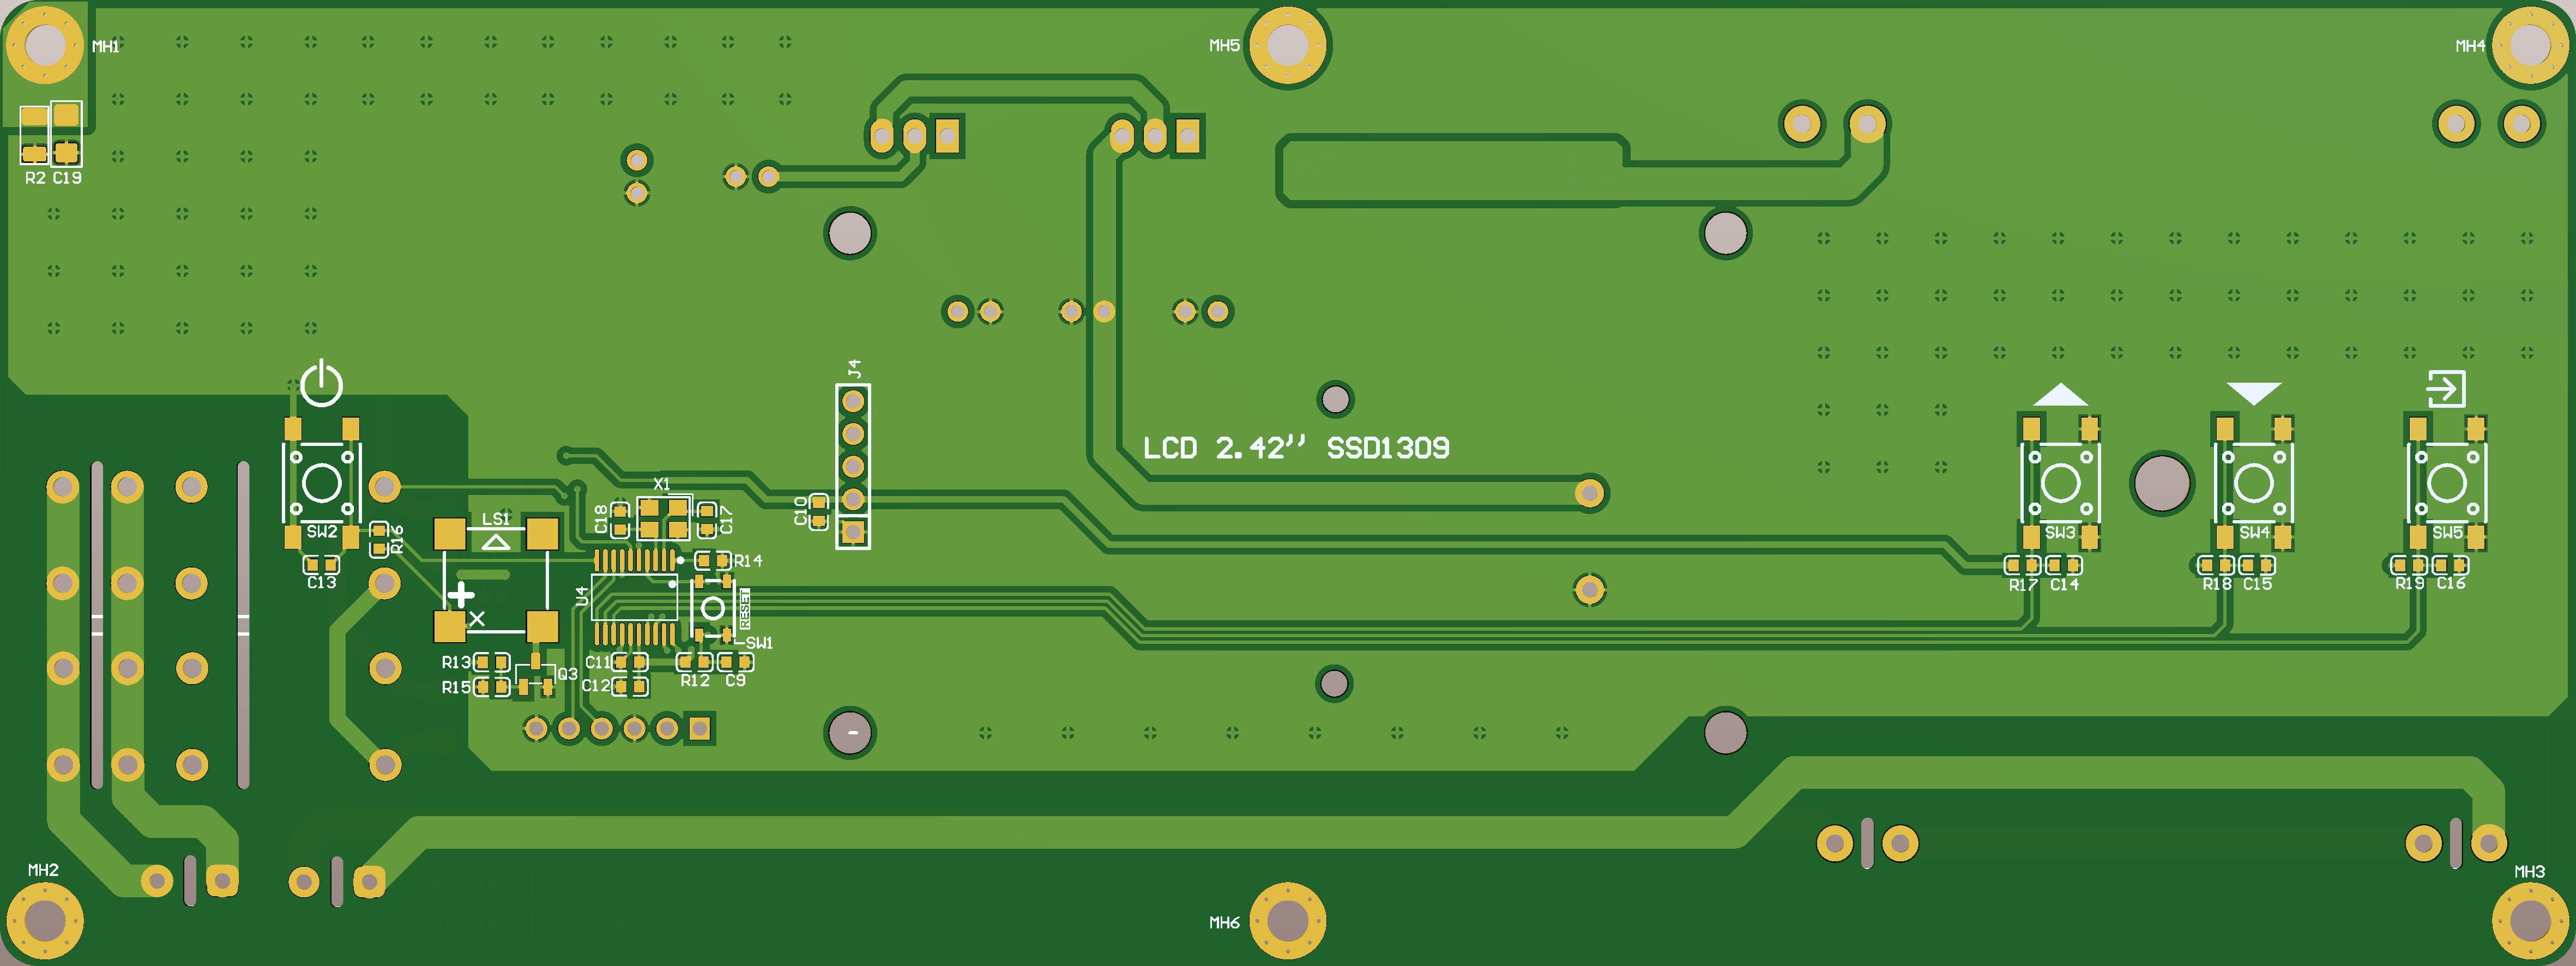 MH1
MH5
MH4
R2 C19
J4
LCD 2.42'' SSD1309
X1
C18
C17
C10
LS1
SW2
R16
C13
SW3
SW4
SW5
R14
R17 C14
R18 C15
R19 C16
U4
RESET
SW1
+
R13
C11
Q3
R15
C12
R12
C9
MH2
MH3
MH6